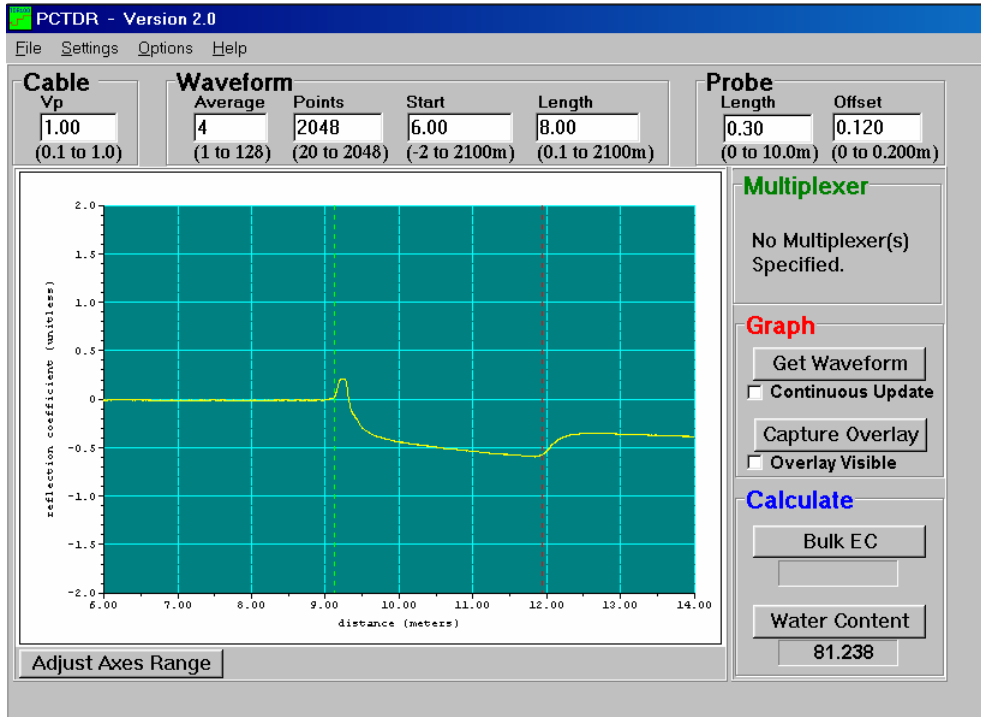 PCTDR - Version 2.0
File Settings Options Help
Cable
Vp
1.00
(0.1 to 1.0)
Waveform
Average Points Start Length
4 2048 6.00 8.00
(1 to 128) (20 to 2048) (-2 to 2100m) (0.1 to 2100m)
Probe
Length Offset
0.30 0.120
(0 to 10.0m) (0 to 0.200m)
reflection coefficient (unitless)
2.0
1.5
1.0
0.5
0
-0.5
-1.0
-1.5
-2.0
6.00 7.00 8.00 9.00 10.00 11.00 12.00 13.00 14.00
distance (meters)
Adjust Axes Range
Multiplexer
No Multiplexer(s)
Specified.
Graph
Get Waveform
Continuous Update
Capture Overlay
Overlay Visible
Calculate
Bulk EC
Water Content
81.238